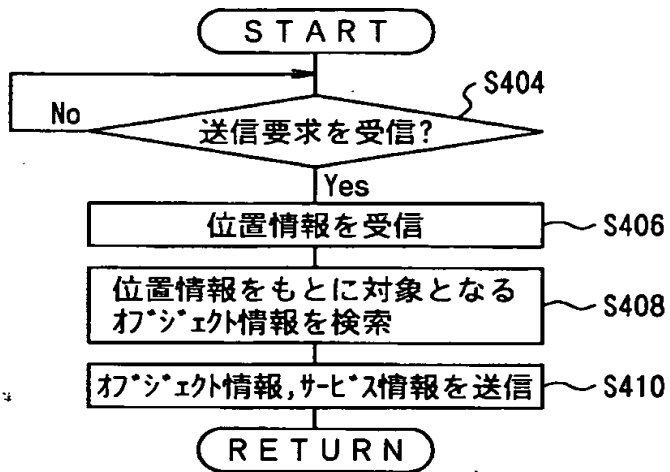 START
S404
No
送信要求を受信?
Yes
位置情報を受信
S406
位置情報をもとに対象となる
ｵﾌﾞｼﾞｪｸﾄ情報を検索
S408
ｵﾌﾞｼﾞｪｸﾄ情報,ｻｰﾋﾞｽ情報を送信
S410
RETURN